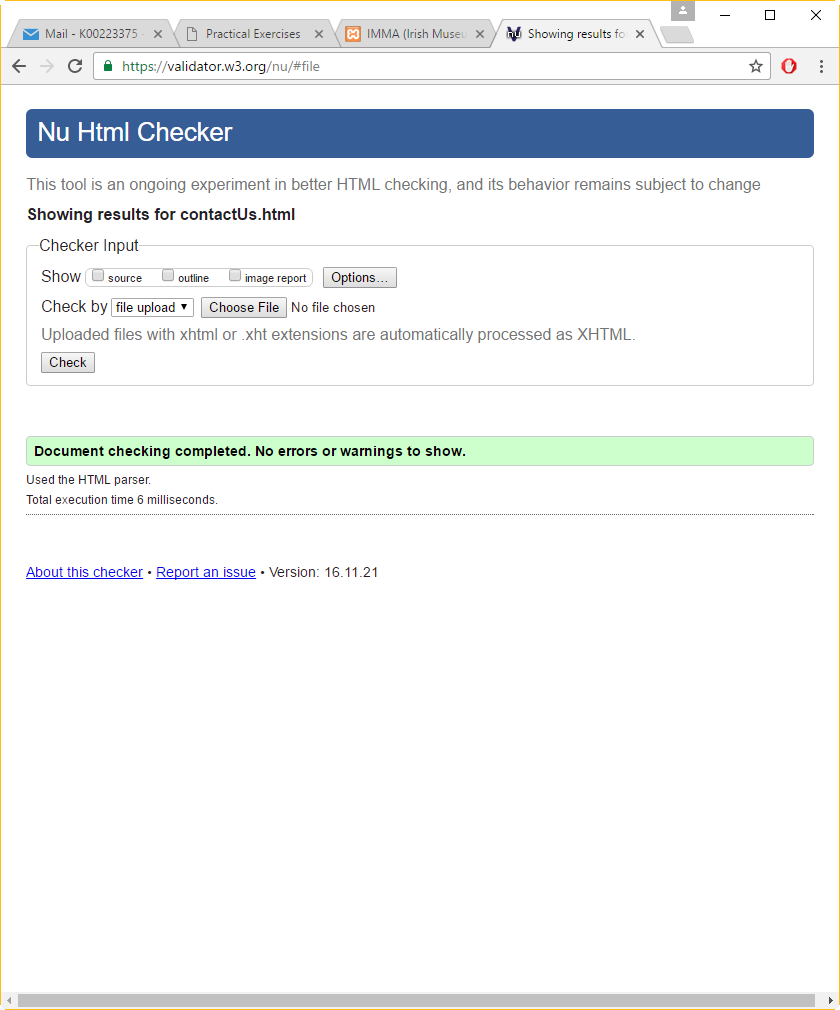 Mail - K00223375 - Practical Exercises IMMA (Irish Museu Showing results fo
https://validator.w3.org/nu/#file
Nu Html Checker
This tool is an ongoing experiment in better HTML checking, and its behavior remains subject to change
Showing results for contactUs.html
Checker Input
Show source outline image report Options...
Check by file upload Choose File No file chosen
Uploaded files with xhtml or .xht extensions are automatically processed as XHTML.
Check
Document checking completed. No errors or warnings to show.
Used the HTML parser.
Total execution time 6 milliseconds.
About this checker • Report an issue • Version: 16.11.21